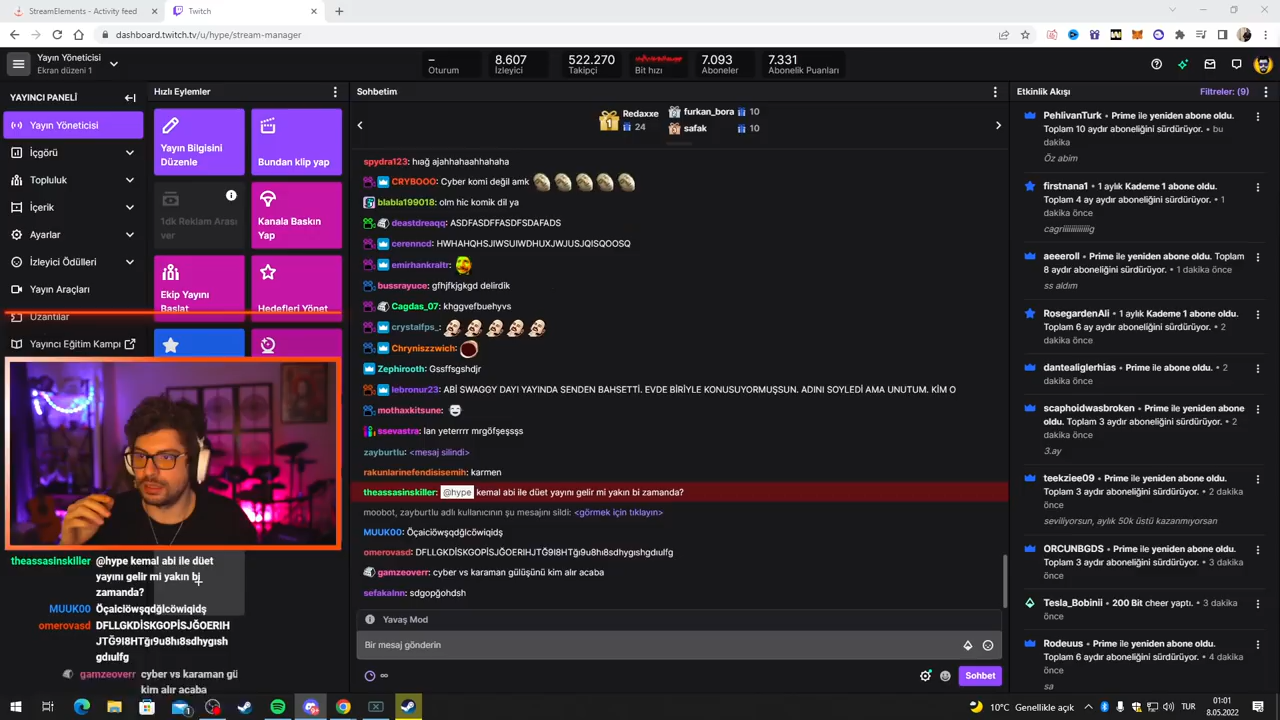 StreamElements - Activity feed
Twitch
dashboard.twitch.tv/u/hype/stream-manager
Yayın Yöneticisi
Ekran düzeni 1
–
Oturum
8.607
İzleyici
522.270
Takipçi
Bit hızı
7.093
Aboneler
7.331
Abonelik Puanları
YAYINCI PANELİ
Yayın Yöneticisi
İçgörü
Topluluk
İçerik
Ayarlar
İzleyici Ödülleri
Yayın Araçları
Uzantılar
Yayıncı Eğitim Kampı
Hızlı Eylemler
Yayın Bilgisini
Düzenle
Bundan klip yap
1dk Reklam Arası
ver
Kanala Baskın
Yap
Ekip Yayını
Başlat
Hedefleri Yönet
theassasinskiller @hype kemal abi ile düet
yayını gelir mi yakın bi
zamanda?
MUUK00 Öçaiciöwşqdğlcöwiqidş
omerovasd DFLLGKDİSKGOPİSJŞÖERIH
JTĞ9I8HTğı9u8hı8sdhygısh
gdıulfg
gamzeoverr cyber vs karaman gü
kim alır acaba
Sohbetim
1
Redaxxe
24
furkan_bora 10
safak 10
spydra123: hıağ ajahhahaahhahaha
CRYBOOO: Cyber komi değil amk
blabla199018: olm hic komik dil ya
deastdreaqq: ASDFASDFFASDFSDAFADS
cerenncd: HWHAHQHSJIWSUIWDHUXJWJUSJQISQOOSQ
emirhankraltr:
bussrayuce: gfhjfkjgkgd delirdik
Cagdas_07: khggvefbuehyvs
crystalfps_:
Chryniszzwich:
Zephirooth: Gssffsgshdjr
lebronur23: ABİ SWAGGY DAYI YAYINDA SENDEN BAHSETTİ. EVDE BİRİYLE KONUSUYORMUŞSUN. ADINI SOYLEDİ AMA UNUTUM. KİM O
mothaxkitsune:
ssevastra: lan yeterrrr mrgöfşeşsşs
zayburtlu: <mesaj silindi>
rakunlarinefendisisemih: karmen
theassasinskiller: @hype kemal abi ile düet yayını gelir mi yakın bi zamanda?
moobot, zayburtlu adlı kullanıcının şu mesajını sildi: <görmek için tıklayın>
MUUK00: Öçaiciöwşqdğlcöwiqidş
omerovasd: DFLLGKDİSKGOPİSJŞÖERIHJTĞ9I8HTğı9u8hı8sdhygıshgdıulfg
gamzeoverr: cyber vs karaman gülüşünü kim alır acaba
sefakalnn: sdgopğohdsh
Yavaş Mod
Bir mesaj gönderin
Sohbet
Etkinlik Akışı
Filtreler: (9)
PehlivanTurk • Prime ile yeniden abone oldu.
Toplam 10 aydır aboneliğini sürdürüyor. • bu
dakika
Öz abim
firstnana1 • 1 aylık Kademe 1 abone oldu.
Toplam 4 ay aydır aboneliğini sürdürüyor. • 1
dakika önce
cagriiiiiiiiiiiiiig
aeeeroll • Prime ile yeniden abone oldu. Toplam
8 aydır aboneliğini sürdürüyor. • 1 dakika önce
ss aldım
RosegardenAli • 1 aylık Kademe 1 abone oldu.
Toplam 6 ay aydır aboneliğini sürdürüyor. • 2
dakika önce
dantealiglerhias • Prime ile abone oldu. • 2
dakika önce
scaphoidwasbroken • Prime ile yeniden abone
oldu. Toplam 3 aydır aboneliğini sürdürüyor. • 2
dakika önce
3.ay
teekziee09 • Prime ile yeniden abone oldu.
Toplam 3 aydır aboneliğini sürdürüyor. • 2 dakika
önce
seviliyorsun, aylık 50k üstü kazanmıyorsan
ORCUNBGDS • Prime ile yeniden abone oldu.
Toplam 3 aydır aboneliğini sürdürüyor. • 3 dakika
önce
Tesla_Bobinii • 200 Bit cheer yaptı. • 3 dakika
önce
Rodeuus • Prime ile yeniden abone oldu.
Toplam 6 aydır aboneliğini sürdürüyor. • 4 dakika
önce
sa
10°C Genellikle açık
TUR
01:01
8.05.2022